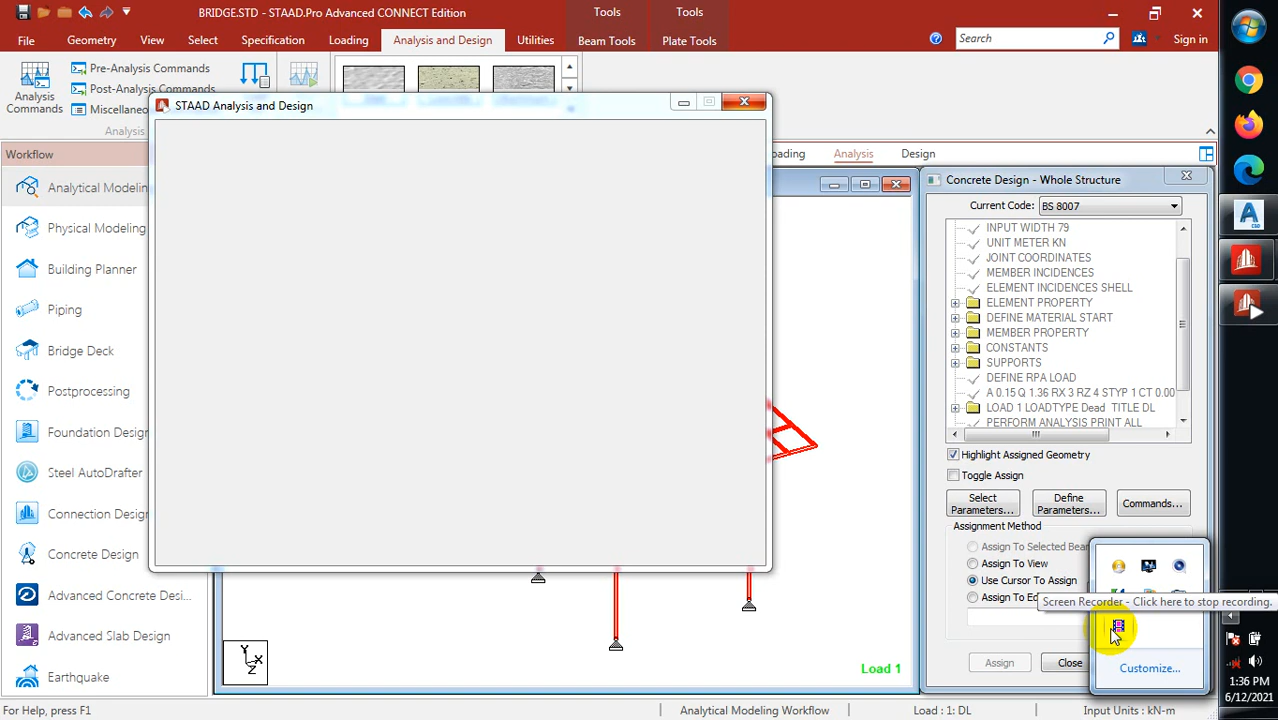 BRIDGE.STD - STAAD.Pro Advanced CONNECT Edition
Tools
Tools
File
Geometry
View
Select
Specification
Loading
Analysis and Design
Utilities
Beam Tools
Plate Tools
Search
Sign in
Analysis
Commands
Pre-Analysis Commands
Post-Analysis Commands
Miscellaneous
STAAD Analysis and Design
Workflow
Analysis
Design
Analytical Modeling
Physical Modeling
Building Planner
Piping
Bridge Deck
Postprocessing
Foundation Design
Steel AutoDrafter
Connection Design
Concrete Design
Advanced Concrete Desi...
Advanced Slab Design
Earthquake
Concrete Design - Whole Structure
Current Code: BS 8007
INPUT WIDTH 79
UNIT METER KN
JOINT COORDINATES
MEMBER INCIDENCES
ELEMENT INCIDENCES SHELL
ELEMENT PROPERTY
DEFINE MATERIAL START
MEMBER PROPERTY
CONSTANTS
SUPPORTS
DEFINE RPA LOAD
A 0.15 Q 1.36 RX 3 RZ 4 STYP 1 CT 0.00
LOAD 1 LOADTYPE Dead TITLE DL
PERFORM ANALYSIS PRINT ALL
Highlight Assigned Geometry
Toggle Assign
Select
Parameters...
Define
Parameters...
Commands...
Assignment Method
Assign To Selected Bea
Assign To View
Use Cursor To Assign
Assign To Ed
Screen Recorder - Click here to stop recording.
Assign
Close
Customize...
Y
X
Z
Load 1
1:36 PM
6/12/2021
For Help, press F1
Analytical Modeling Workflow
Load : 1: DL
Input Units : kN-m